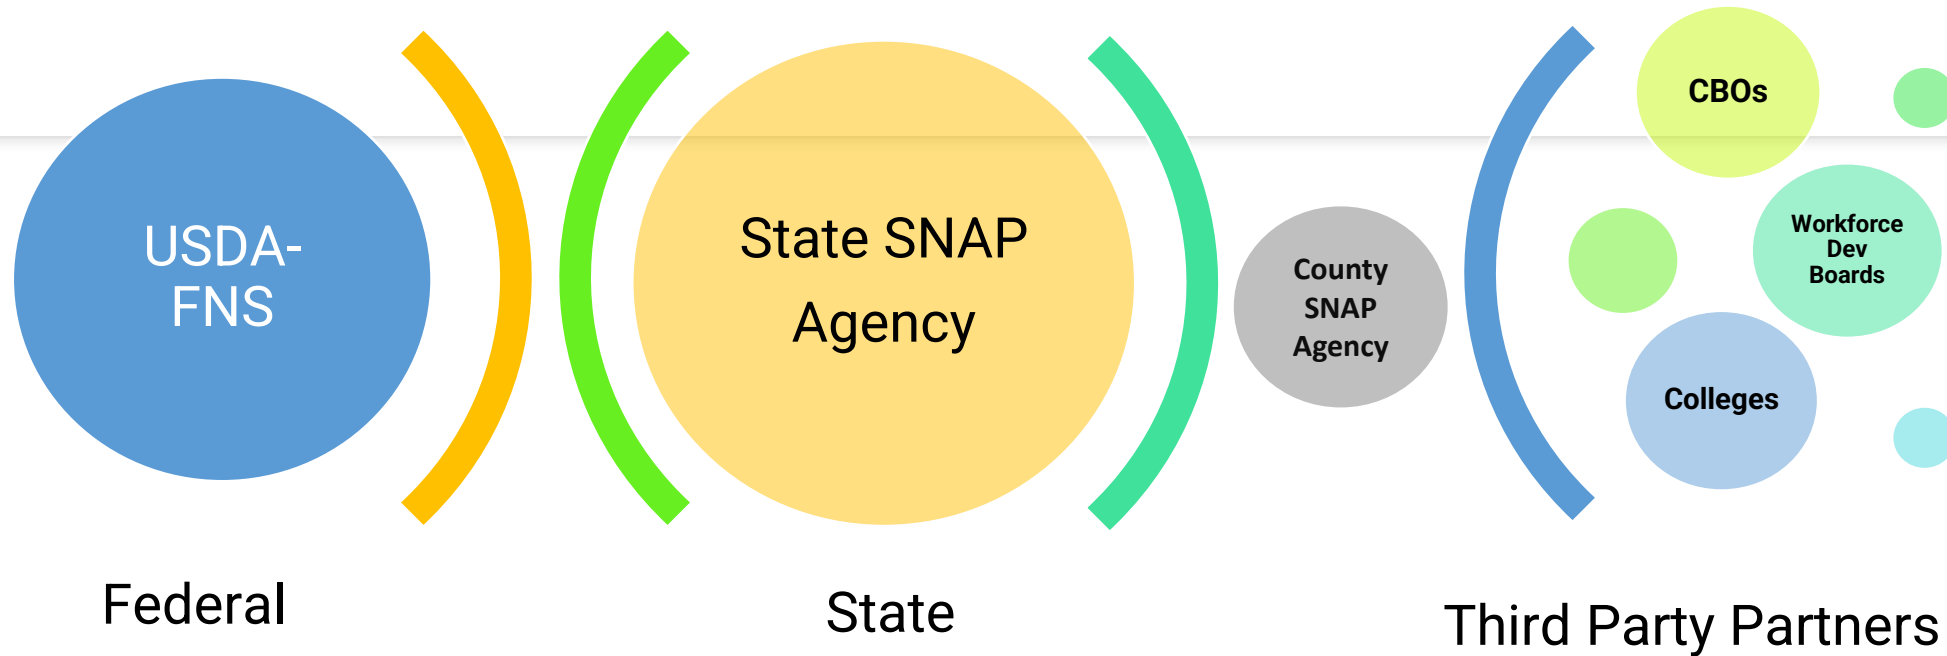 USDA-
FNS
State SNAP
Agency
County
SNAP
Agency
CBOs
Workforce
Dev
Boards
Colleges
Federal
State
Third Party Partners